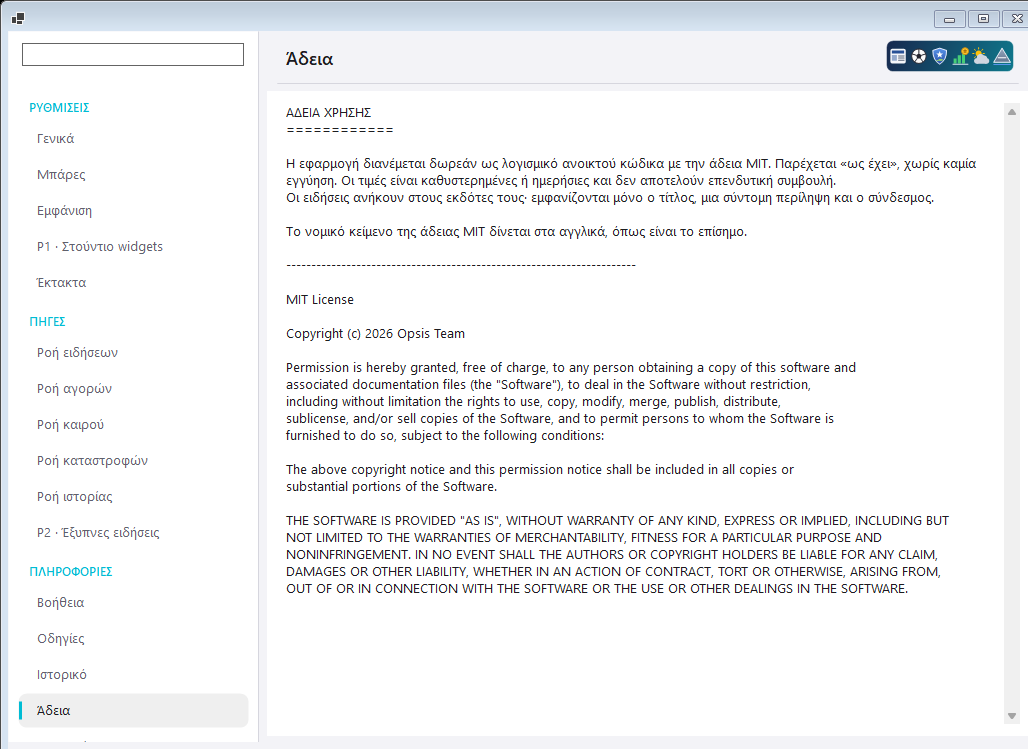 Άδεια
ΡΥΘΜΙΣΕΙΣ
Γενικά
Μπάρες
Εμφάνιση
P1 · Στούντιο widgets
Έκτακτα
ΠΗΓΕΣ
Ροή ειδήσεων
Ροή αγορών
Ροή καιρού
Ροή καταστροφών
Ροή ιστορίας
P2 · Έξυπνες ειδήσεις
ΠΛΗΡΟΦΟΡΙΕΣ
Βοήθεια
Οδηγίες
Ιστορικό
Άδεια
ΑΔΕΙΑ ΧΡΗΣΗΣ
============
Η εφαρμογή διανέμεται δωρεάν ως λογισμικό ανοικτού κώδικα με την άδεια MIT. Παρέχεται «ως έχει», χωρίς καμία
εγγύηση. Οι τιμές είναι καθυστερημένες ή ημερήσιες και δεν αποτελούν επενδυτική συμβουλή.
Οι ειδήσεις ανήκουν στους εκδότες τους· εμφανίζονται μόνο ο τίτλος, μια σύντομη περίληψη και ο σύνδεσμος.
Το νομικό κείμενο της άδειας MIT δίνεται στα αγγλικά, όπως είναι το επίσημο.
----------------------------------------------------------------------
MIT License
Copyright (c) 2026 Opsis Team
Permission is hereby granted, free of charge, to any person obtaining a copy of this software and
associated documentation files (the "Software"), to deal in the Software without restriction,
including without limitation the rights to use, copy, modify, merge, publish, distribute,
sublicense, and/or sell copies of the Software, and to permit persons to whom the Software is
furnished to do so, subject to the following conditions:
The above copyright notice and this permission notice shall be included in all copies or
substantial portions of the Software.
THE SOFTWARE IS PROVIDED "AS IS", WITHOUT WARRANTY OF ANY KIND, EXPRESS OR IMPLIED, INCLUDING BUT
NOT LIMITED TO THE WARRANTIES OF MERCHANTABILITY, FITNESS FOR A PARTICULAR PURPOSE AND
NONINFRINGEMENT. IN NO EVENT SHALL THE AUTHORS OR COPYRIGHT HOLDERS BE LIABLE FOR ANY CLAIM,
DAMAGES OR OTHER LIABILITY, WHETHER IN AN ACTION OF CONTRACT, TORT OR OTHERWISE, ARISING FROM,
OUT OF OR IN CONNECTION WITH THE SOFTWARE OR THE USE OR OTHER DEALINGS IN THE SOFTWARE.